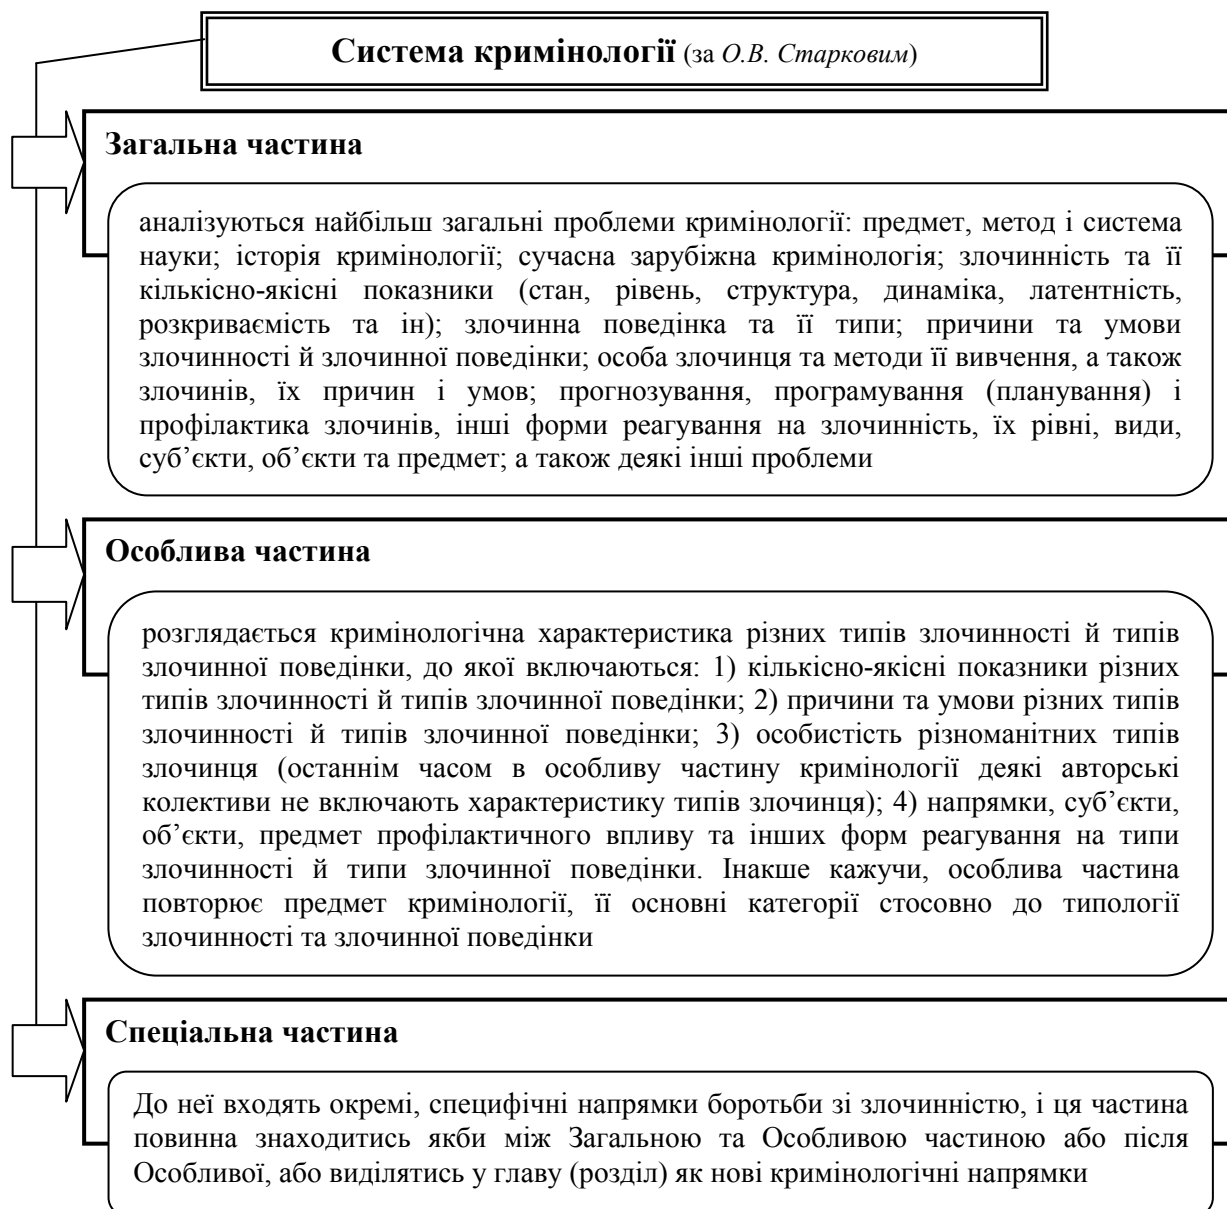 Система кримінології (за О.В. Старковим)
Загальна частина
аналізуються найбільш загальні проблеми кримінології: предмет, метод і система
науки; історія кримінології; сучасна зарубіжна кримінологія; злочинність та її
кількісно-якісні показники (стан, рівень, структура, динаміка, латентність,
розкриваємість та ін); злочинна поведінка та її типи; причини та умови
злочинності й злочинної поведінки; особа злочинця та методи її вивчення, а також
злочинів, їх причин і умов; прогнозування, програмування (планування) і
профілактика злочинів, інші форми реагування на злочинність, їх рівні, види,
суб’єкти, об’єкти та предмет; а також деякі інші проблеми
Особлива частина
розглядається кримінологічна характеристика різних типів злочинності й типів
злочинної поведінки, до якої включаються: 1) кількісно-якісні показники різних
типів злочинності й типів злочинної поведінки; 2) причини та умови різних типів
злочинності й типів злочинної поведінки; 3) особистість різноманітних типів
злочинця (останнім часом в особливу частину кримінології деякі авторські
колективи не включають характеристику типів злочинця); 4) напрямки, суб’єкти,
об’єкти, предмет профілактичного впливу та інших форм реагування на типи
злочинності й типи злочинної поведінки. Інакше кажучи, особлива частина
повторює предмет кримінології, її основні категорії стосовно до типології
злочинності та злочинної поведінки
Спеціальна частина
До неї входять окремі, специфічні напрямки боротьби зі злочинністю, і ця частина
повинна знаходитись якби між Загальною та Особливою частиною або після
Особливої, або виділятись у главу (розділ) як нові кримінологічні напрямки